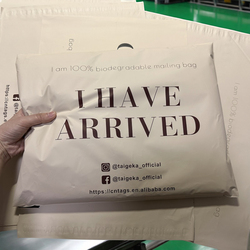 I am 100% biodegradable mailing bag
I HAVE
ARRIVED
@taigeka_official
@taigeka_official
https://cntags.en.alibaba.com